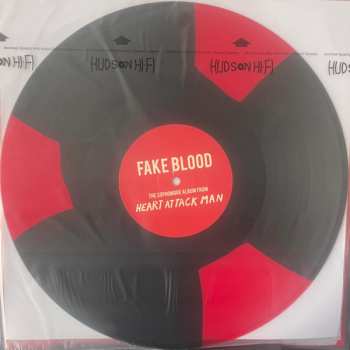 HUDSON HI-FI
HUDSON HI-FI
HUDSON HI-FI
FAKE BLOOD
THE SOPHOMORE ALBUM FROM
HEART ATTACK MAN